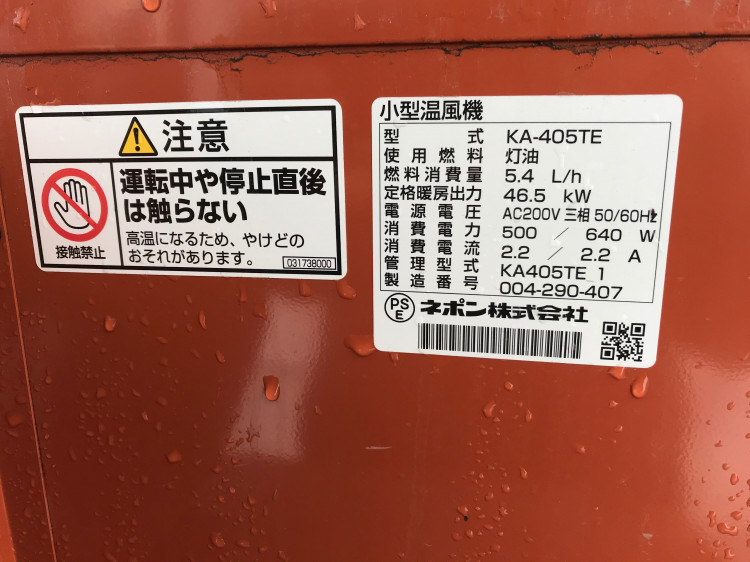 注意
運転中や停止直後
は触らない
接触禁止
高温になるため、やけどの
おそれがあります。
031738000
小型温風機
型式 KA-405TE
使用燃料 灯油
燃料消費量 5.4 L/h
定格暖房出力 46.5 kW
電源電圧 AC200V 三相 50/60Hz
消費電力 500 / 640 W
消費電流 2.2 / 2.2 A
管理型式 KA405TE 1
製造番号 004-290-407
PS
E
ネポン株式会社